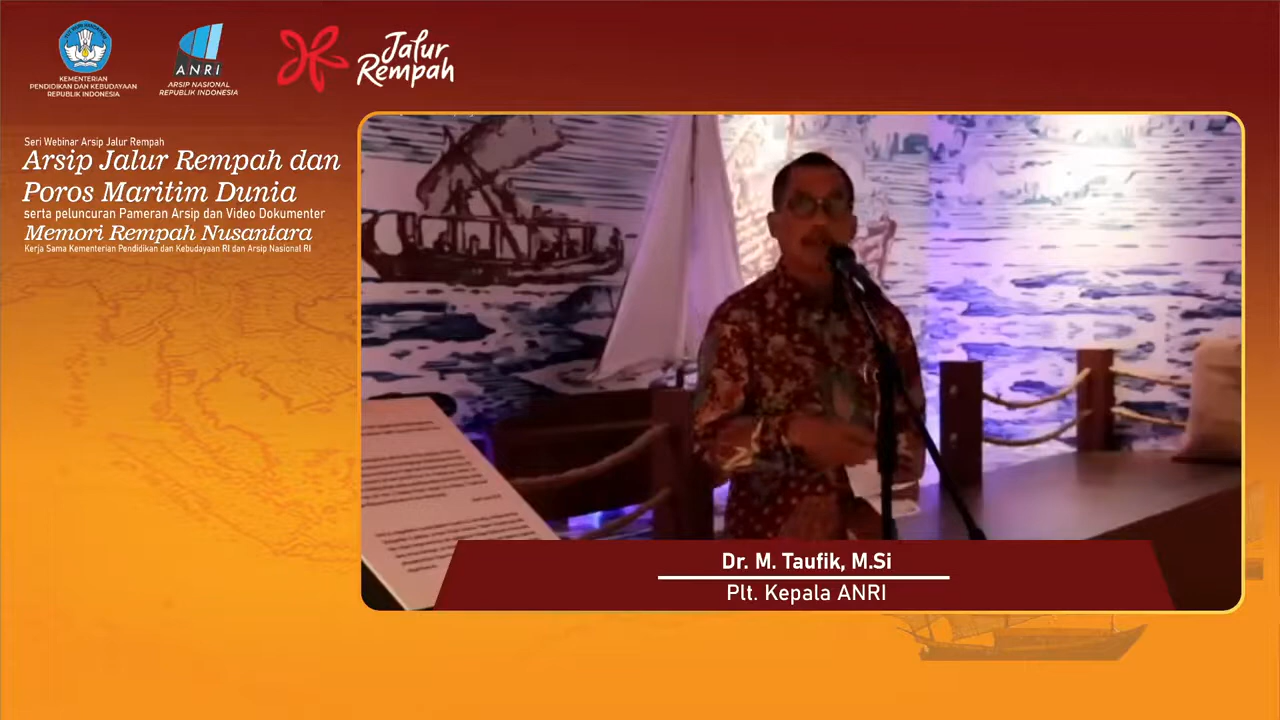 KEMENTERIAN
PENDIDIKAN DAN KEBUDAYAAN
REPUBLIK INDONESIA
ANRI
ARSIP NASIONAL
REPUBLIK INDONESIA
Jalur
Rempah
Seri Webinar Arsip Jalur Rempah
Arsip Jalur Rempah dan
Poros Maritim Dunia
serta peluncuran Pameran Arsip dan Video Dokumenter
Memori Rempah Nusantara
Kerja Sama Kementerian Pendidikan dan Kebudayaan RI dan Arsip Nasional RI
Dr. M. Taufik, M.Si
Plt. Kepala ANRI